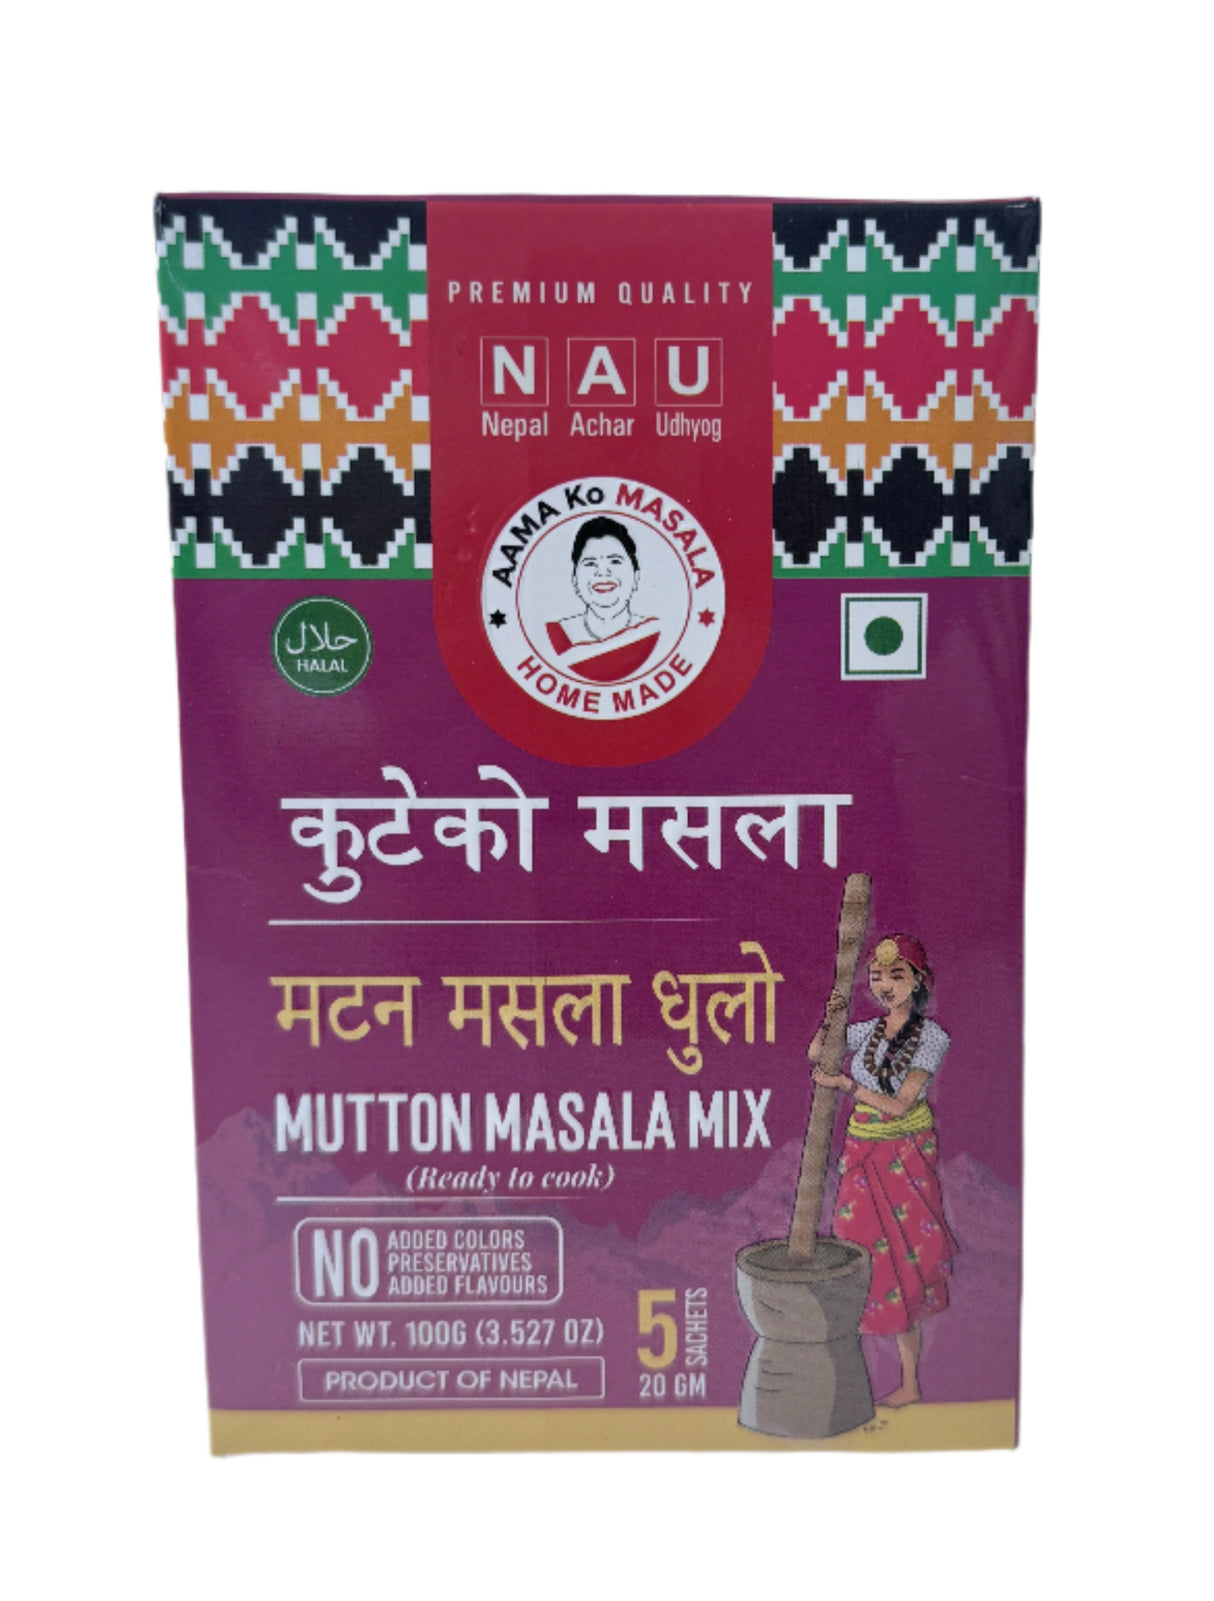 PREMIUM QUALITY
N A U
Nepal Achar Udhyog
AAMA Ko MASALA
HOME MADE
حلال
HALAL
कुटेको मसला
मटन मसला धुलो
MUTTON MASALA MIX
(Ready to cook)
NO ADDED COLORS
PRESERVATIVES
ADDED FLAVOURS
NET WT. 100G (3.527 OZ)
5 SACHETS
20 GM
PRODUCT OF NEPAL